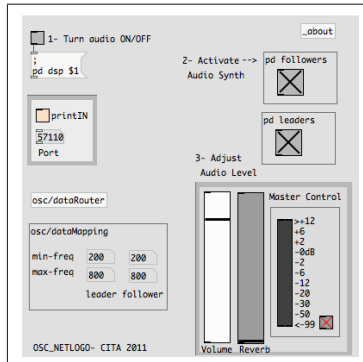 _about
1- Turn audio ON/OFF
;
pd dsp $1
2- Activate -->
Audio Synth
pd followers
printIN
57110
Port
pd leaders
3- Adjust
Audio Level
osc/dataRouter
osc/dataMapping
min-freq 200 200
max-freq 800 800
leader follower
Master Control
>+12
+6
+2
-0dB
-2
-6
-12
-20
-30
-50
<-99
Volume Reverb
OSC_NETLOGO- CITA 2011